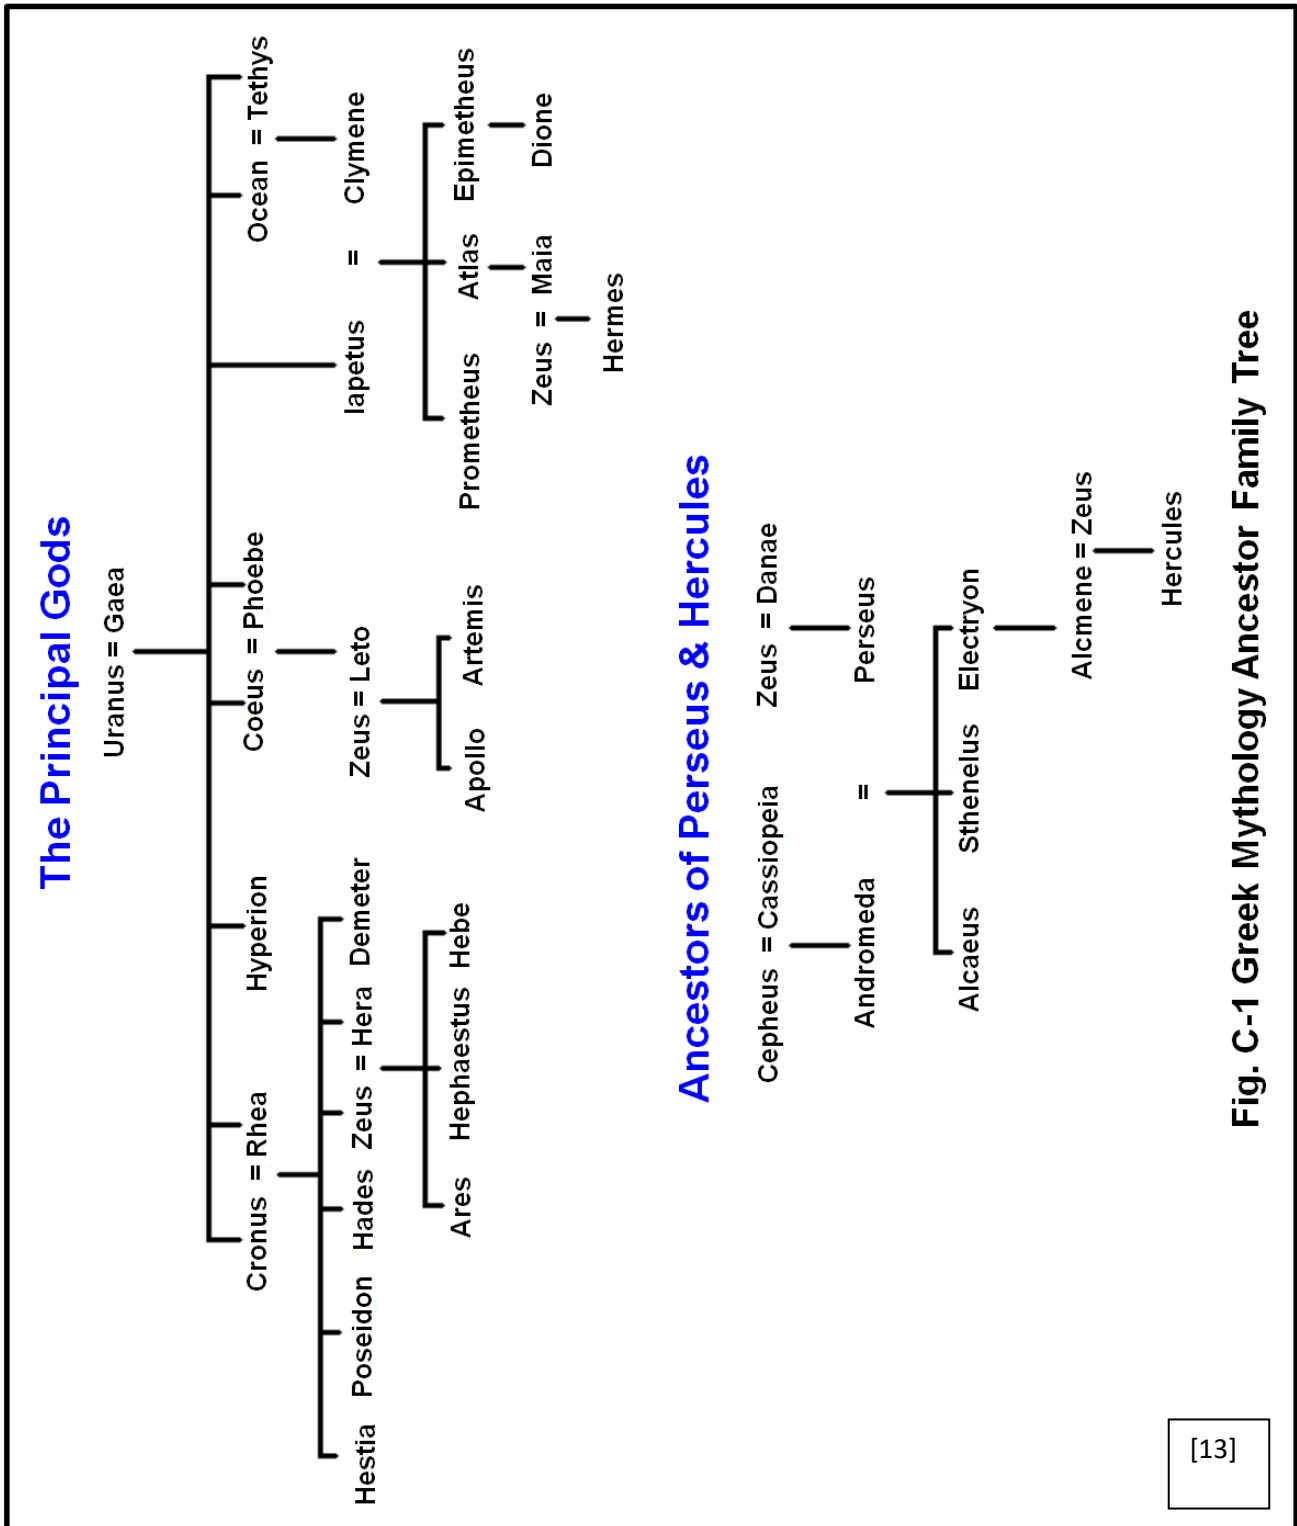 The Principal Gods
Uranus = Gaea
Cronus = Rhea Hyperion Coeus = Phoebe Ocean = Tethys
Hestia Poseidon Hades Zeus = Hera Demeter Zeus = Leto Iapetus = Clymene
Ares Hephaestus Hebe Apollo Artemis Prometheus Atlas Epimetheus
Zeus = Maia Dione
Hermes
Ancestors of Perseus & Hercules
Cepheus = Cassiopeia Zeus = Danae
Andromeda = Perseus
Alcaeus Sthenelus Electryon
Alcmene = Zeus
Hercules
Fig. C-1 Greek Mythology Ancestor Family Tree
[13]